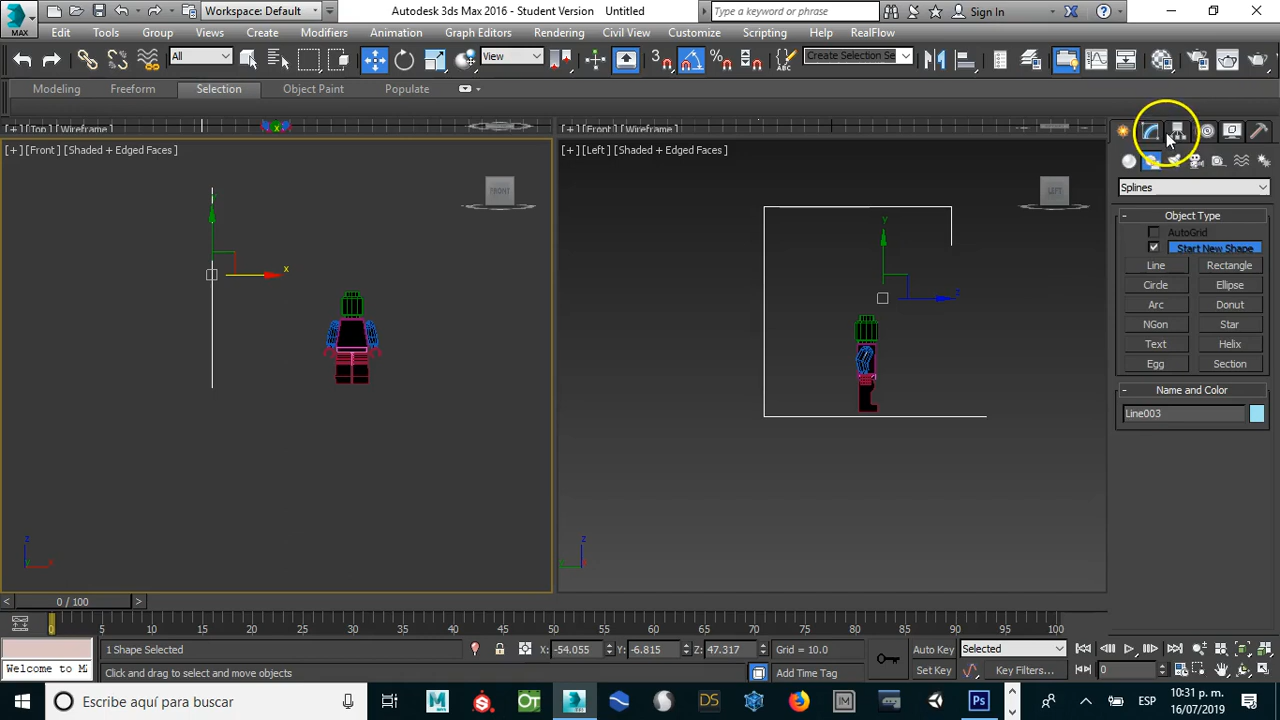 MAX
Workspace: Default
Autodesk 3ds Max 2016 - Student Version Untitled
Type a keyword or phrase
Sign In
Edit Tools Group Views Create Modifiers Animation Graph Editors Rendering Civil View Customize Scripting Help RealFlow
All
View
3
%
Create Selection Se
Modeling Freeform Selection Object Paint Populate
[+] [Top] [Wireframe] x
[+] [Front] [Wireframe]
[+] [Front] [Shaded + Edged Faces]
FRONT
x
z
[+] [Left] [Shaded + Edged Faces]
LEFT
Y
z
z
Splines
- Object Type
AutoGrid
Start New Shape
Line Rectangle
Circle Ellipse
Arc Donut
NGon Star
Text Helix
Egg Section
- Name and Color
Line003
< 0 / 100 >
0 5 10 15 20 25 30 35 40 45 50 55 60 65 70 75 80 85 90 95 100
1 Shape Selected
X: -54.055 Y: -6.815 Z: 47.317 Grid = 10.0
Auto Key Selected
Welcome to M
Click and drag to select and move objects
Add Time Tag
Set Key Key Filters...
0
Escribe aquí para buscar
M S OT DS IM Ps
ESP
10:31 p. m.
16/07/2019